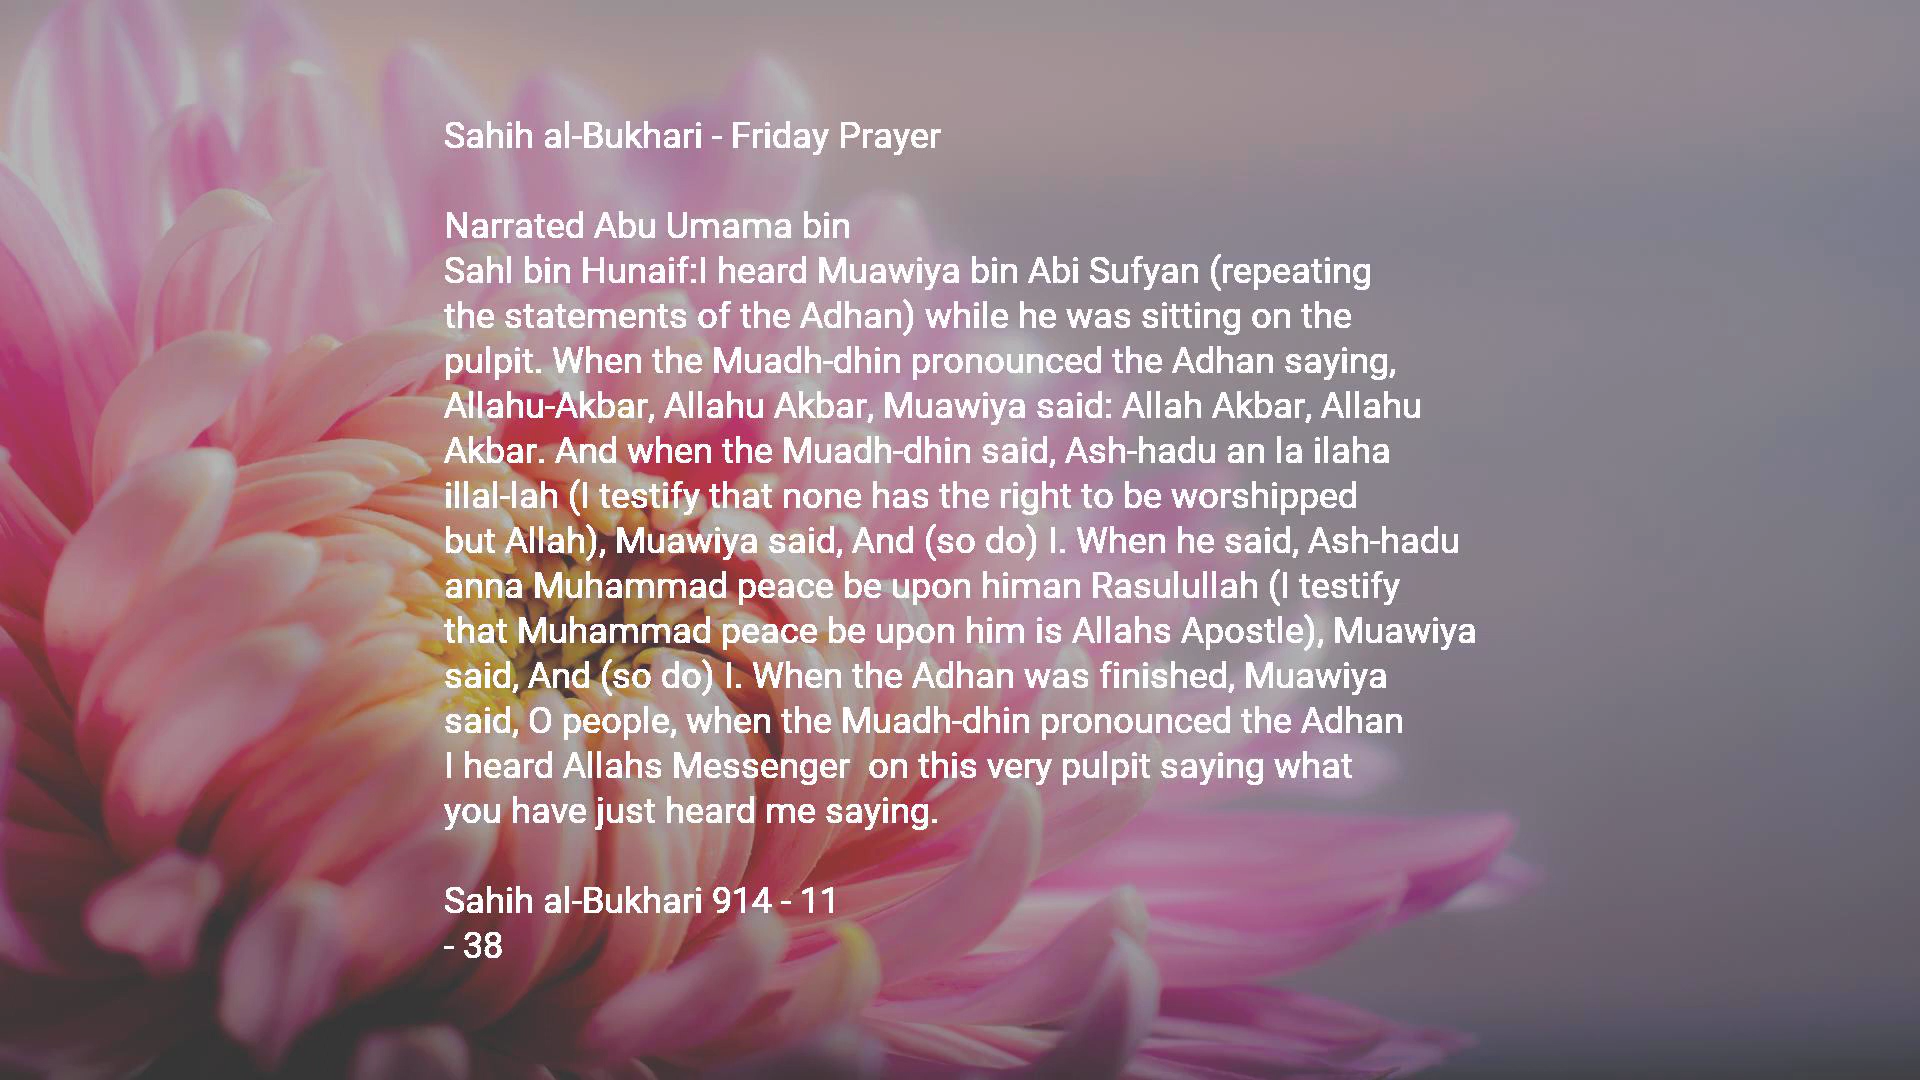 Sahih al-Bukhari - Friday Prayer
Narrated Abu Umama bin
Sahl bin Hunaif:I heard Muawiya bin Abi Sufyan (repeating
the statements of the Adhan) while he was sitting on the
pulpit. When the Muadh-dhin pronounced the Adhan saying,
Allahu-Akbar, Allahu Akbar, Muawiya said: Allah Akbar, Allahu
Akbar. And when the Muadh-dhin said, Ash-hadu an la ilaha
illal-lah (I testify that none has the right to be worshipped
but Allah), Muawiya said, And (so do) I. When he said, Ash-hadu
anna Muhammad peace be upon himan Rasulullah (I testify
that Muhammad peace be upon him is Allahs Apostle), Muawiya
said, And (so do) I. When the Adhan was finished, Muawiya
said, O people, when the Muadh-dhin pronounced the Adhan
I heard Allahs Messenger  on this very pulpit saying what
you have just heard me saying.
Sahih al-Bukhari 914 - 11
- 38